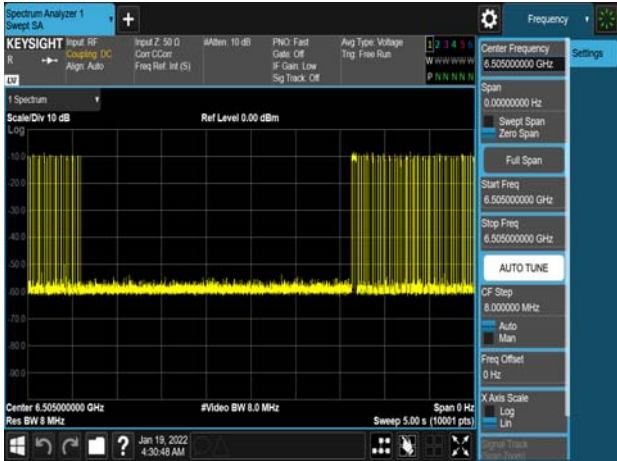 Spectrum Analyzer 1
Swept SA
Frequency
KEYSIGHT
R
LXI
Input: RF
Coupling: DC
Align: Auto
Input Z: 50 Ω
Corr CCorr
Freq Ref: Int (S)
#Atten: 10 dB
PNO: Fast
Gate: Off
IF Gain: Low
Sig Track: Off
Avg Type: Voltage
Trig: Free Run
1 2 3 4 5 6
W W W W W W
P N N N N N
1 Spectrum
Scale/Div 10 dB
Ref Level 0.00 dBm
Log
-10.0
-20.0
-30.0
-40.0
-50.0
-60.0
-70.0
-80.0
-90.0
Center 6.505000000 GHz
#Video BW 8.0 MHz
Span 0 Hz
Res BW 8 MHz
Sweep 5.00 s (10001 pts)
Center Frequency
6.505000000 GHz
Settings
Span
0.00000000 Hz
Swept Span
Zero Span
Full Span
Start Freq
6.505000000 GHz
Stop Freq
6.505000000 GHz
AUTO TUNE
CF Step
8.000000 MHz
Auto
Man
Freq Offset
0 Hz
X Axis Scale
Log
Lin
Signal Track
(Span Zoom)
?
Jan 19, 2022
4:30:48 AM